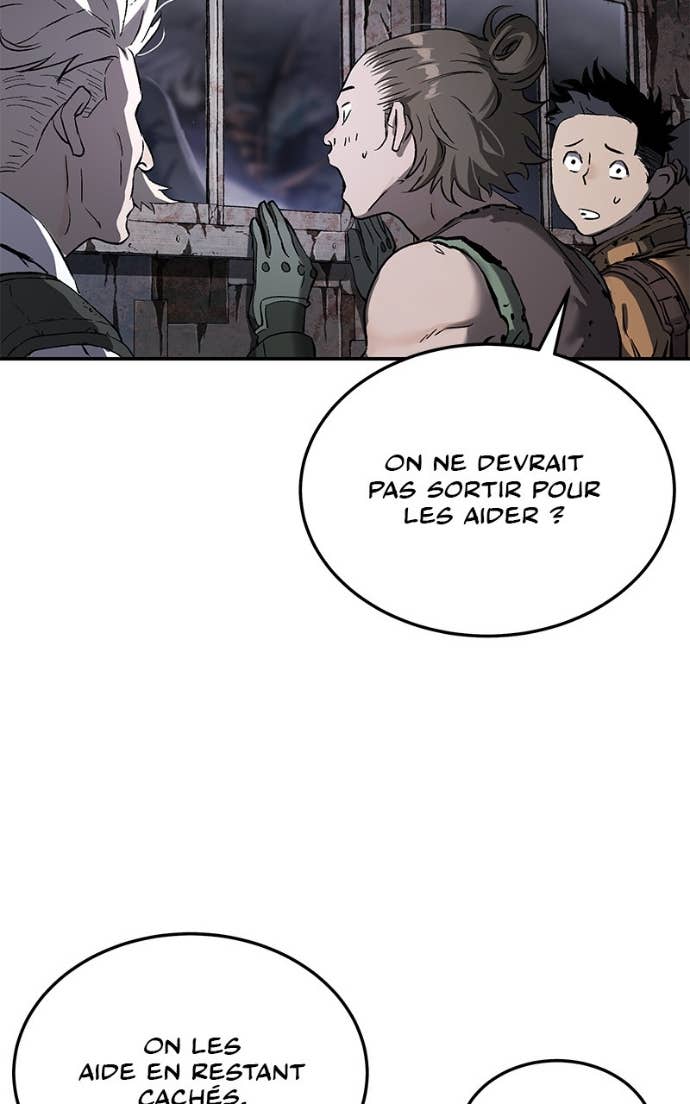 ON NE DEVRAIT
PAS SORTIR POUR
LES AIDER ?
ON LES
AIDE EN RESTANT
CACHÉS.